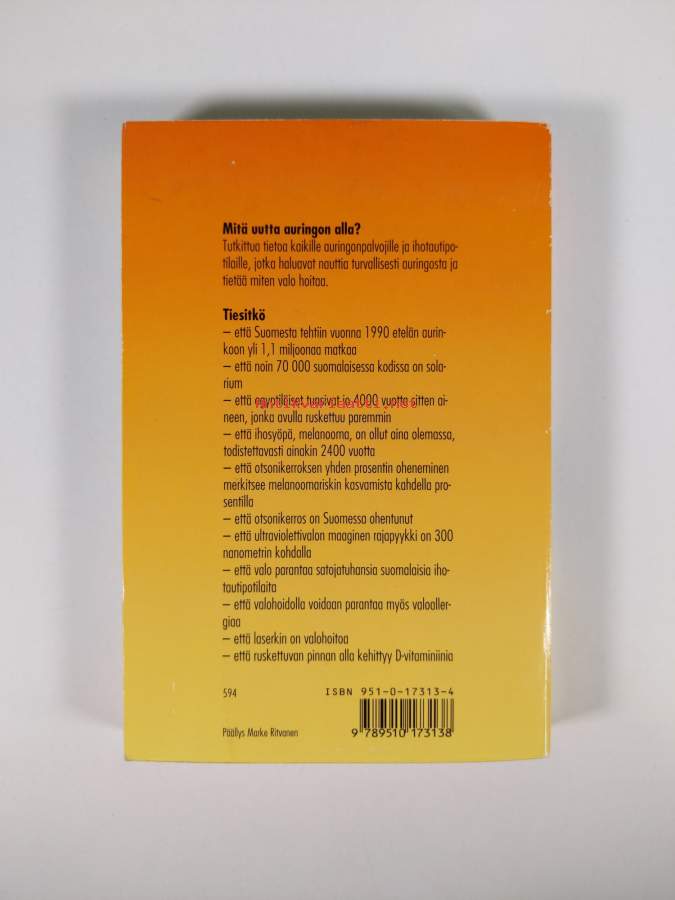 Mitä uutta auringon alla?
Tutkittua tietoa kaikille auringonpalvojille ja ihotautipo-
tilaille, jotka haluavat nauttia turvallisesti auringosta ja
tietää miten valo hoitaa.
Tiesitkö
– että Suomesta tehtiin vuonna 1990 etelän aurin-
koon yli 1,1 miljoonaa matkaa
– että noin 70 000 suomalaisessa kodissa on sola-
rium
– että egyptiläiset tunsivat jo 4000 vuotta sitten ai-
neen, jonka avulla ruskettuu paremmin
antikvariaatti.net
– että ihosyöpä, melanooma, on ollut aina olemassa,
todistettavasti ainakin 2400 vuotta
– että otsonikerroksen yhden prosentin oheneminen
merkitsee melanoomariskin kasvamista kahdella pro-
sentilla
– että otsonikerros on Suomessa ohentunut
– että ultraviolettivalon maaginen rajapyykki on 300
nanometrin kohdalla
– että valo parantaa satojatuhansia suomalaisia iho-
tautipotilaita
– että valohoidolla voidaan parantaa myös valoaller-
giaa
– että laserkin on valohoitoa
– että ruskettuvan pinnan alla kehittyy D-vitamiinia
594
ISBN 951-0-17313-4
Päällys Marke Ritvanen
9 789510 173138